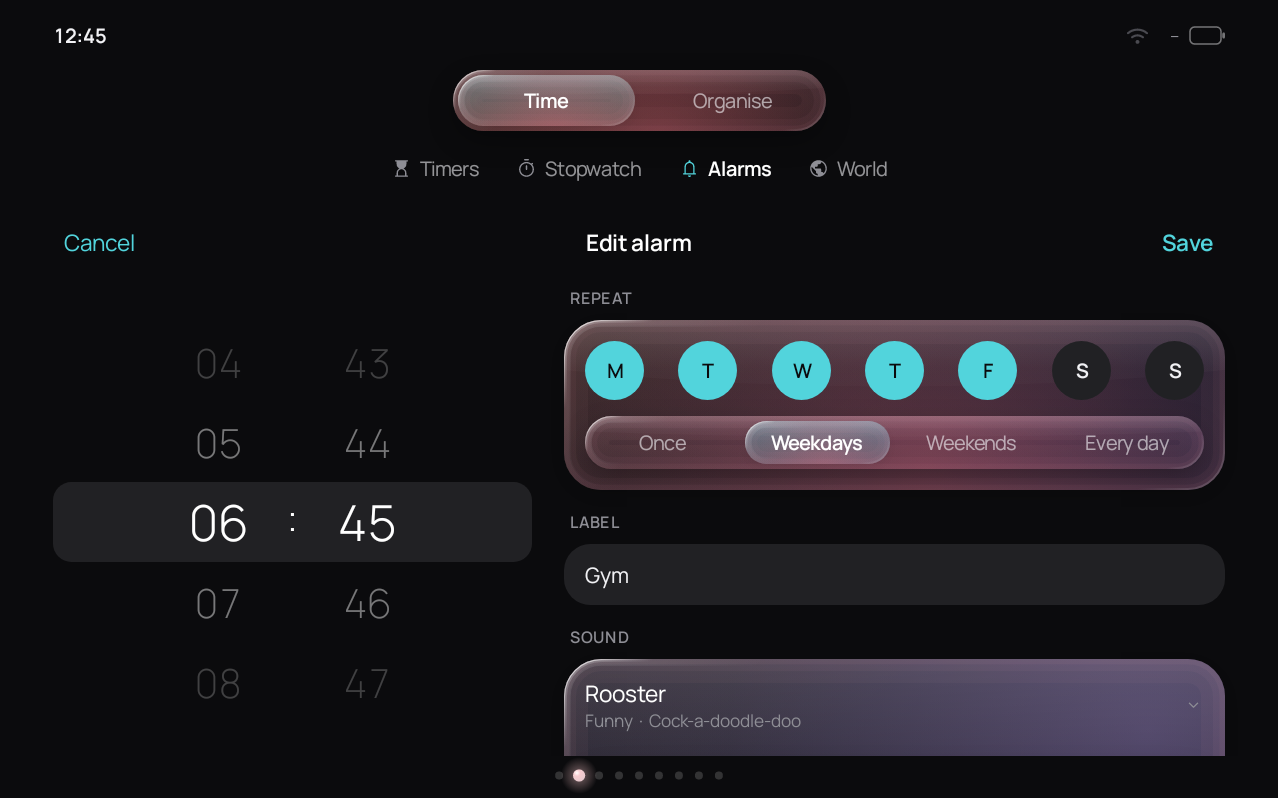 12:45
Time Organise
Timers Stopwatch Alarms World
Cancel Edit alarm Save
REPEAT
M T W T F S S
Once Weekdays Weekends Every day
04 43
05 44
06 : 45
07 46
08 47
LABEL
Gym
SOUND
Rooster
Funny · Cock-a-doodle-doo